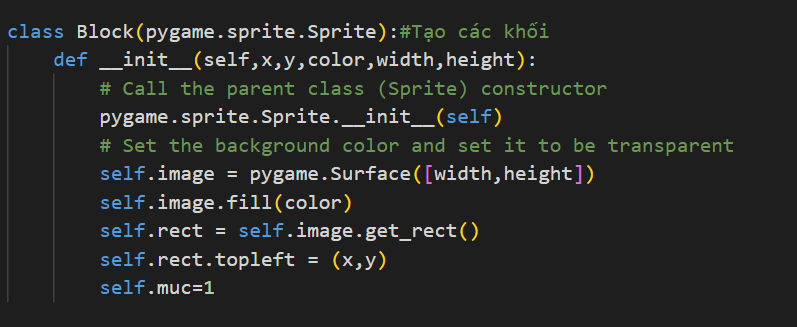 class Block(pygame.sprite.Sprite):#Tạo các khối
    def __init__(self,x,y,color,width,height):
        # Call the parent class (Sprite) constructor
        pygame.sprite.Sprite.__init__(self)
        # Set the background color and set it to be transparent
        self.image = pygame.Surface([width,height])
        self.image.fill(color)
        self.rect = self.image.get_rect()
        self.rect.topleft = (x,y)
        self.muc=1